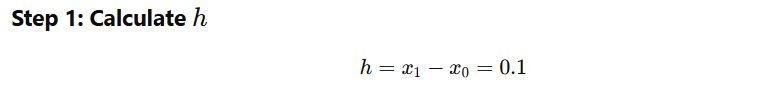 Step 1: Calculate h
h = x₁ − x₀ = 0.1